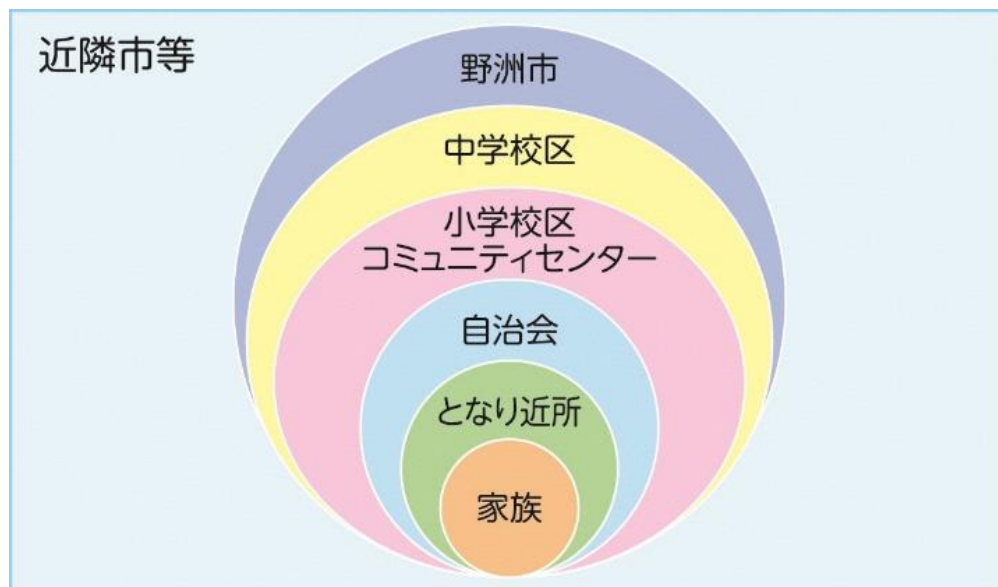 近隣市等
野洲市
中学校区
小学校区
コミュニティセンター
自治会
となり近所
家族